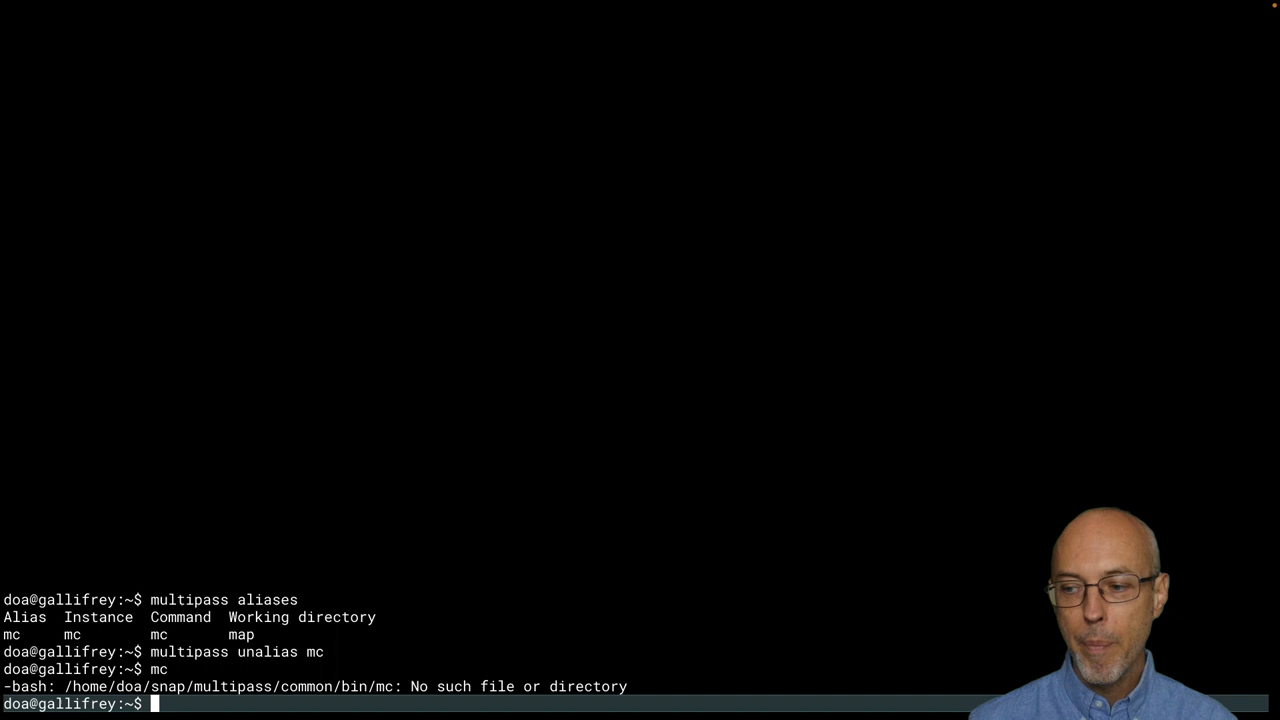 doa@gallifrey:~$ multipass aliases
Alias  Instance  Command  Working directory
mc     mc        mc       map
doa@gallifrey:~$ multipass unalias mc
doa@gallifrey:~$ mc
-bash: /home/doa/snap/multipass/common/bin/mc: No such file or directory
doa@gallifrey:~$